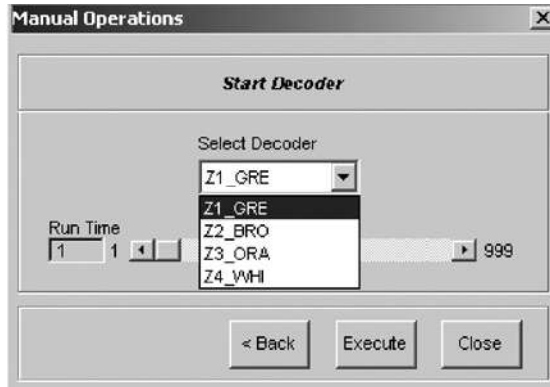 Manual Operations
Start Decoder
Select Decoder
Z1_GRE
Z1_GRE
Z2_BRO
Z3_ORA
Z4_WHI
Run Time
1 1 999
< Back Execute Close